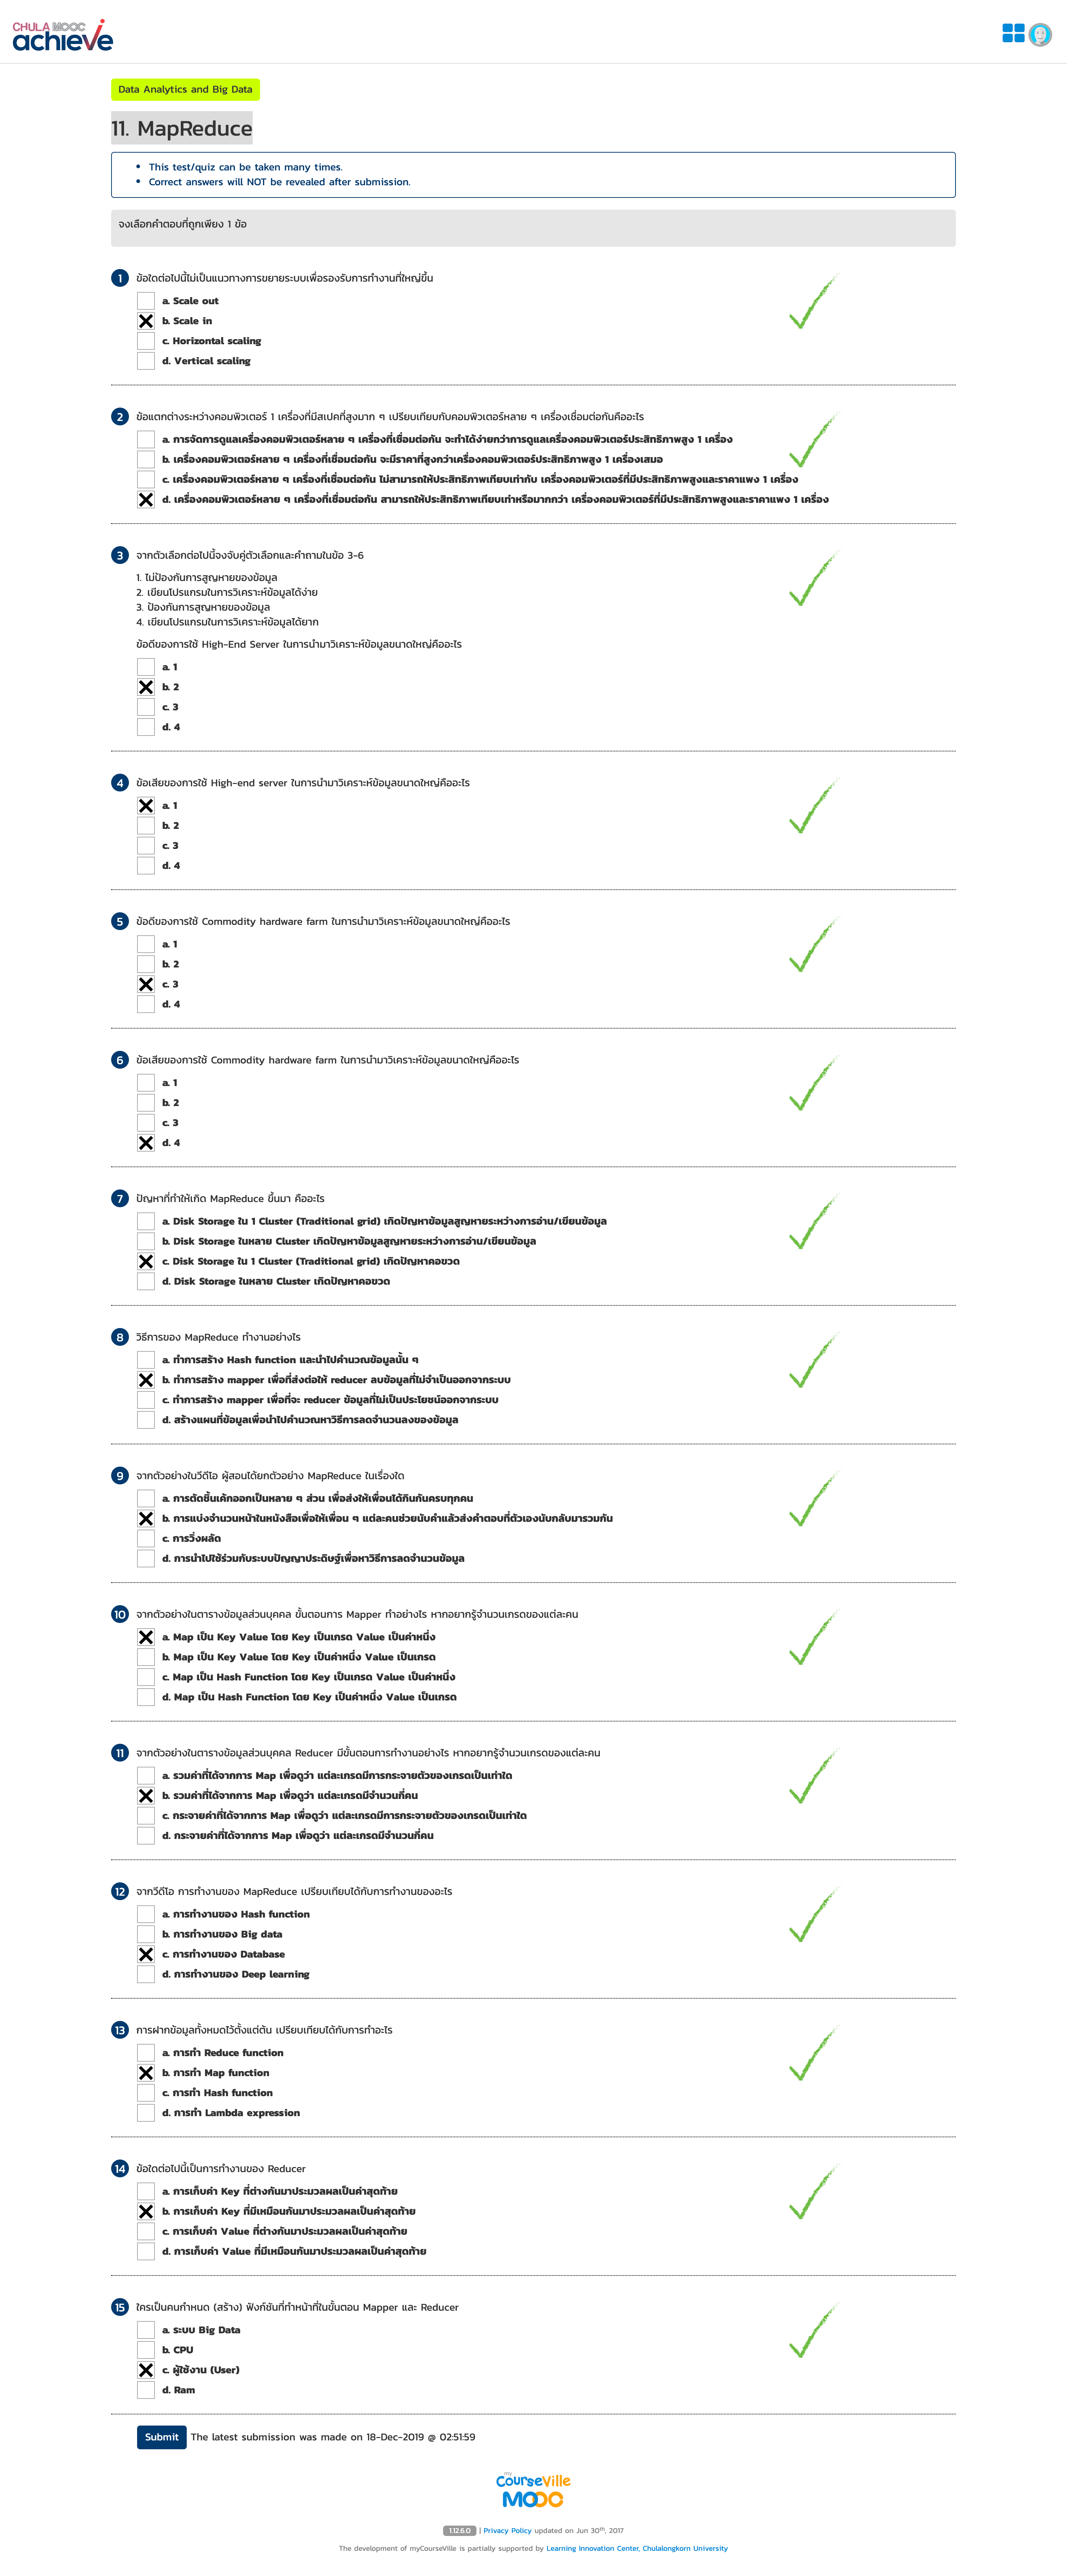 CHULA MOOC
achieve
Data Analytics and Big Data
11. MapReduce
• This test/quiz can be taken many times.
• Correct answers will NOT be revealed after submission.
จงเลือกคำตอบที่ถูกเพียง 1 ข้อ
1 ข้อใดต่อไปนี้ไม่เป็นแนวทางการขยายระบบเพื่อรองรับการทำงานที่ใหญ่ขึ้น
a. Scale out
b. Scale in
c. Horizontal scaling
d. Vertical scaling
2 ข้อแตกต่างระหว่างคอมพิวเตอร์ 1 เครื่องที่มีสเปคที่สูงมาก ๆ เปรียบเทียบกับคอมพิวเตอร์หลาย ๆ เครื่องเชื่อมต่อกันคืออะไร
a. การจัดการดูแลเครื่องคอมพิวเตอร์หลาย ๆ เครื่องที่เชื่อมต่อกัน จะทำได้ง่ายกว่าการดูแลเครื่องคอมพิวเตอร์ประสิทธิภาพสูง 1 เครื่อง
b. เครื่องคอมพิวเตอร์หลาย ๆ เครื่องที่เชื่อมต่อกัน จะมีราคาที่สูงกว่าเครื่องคอมพิวเตอร์ประสิทธิภาพสูง 1 เครื่องเสมอ
c. เครื่องคอมพิวเตอร์หลาย ๆ เครื่องที่เชื่อมต่อกัน ไม่สามารถให้ประสิทธิภาพเทียบเท่ากับ เครื่องคอมพิวเตอร์ที่มีประสิทธิภาพสูงและราคาแพง 1 เครื่อง
d. เครื่องคอมพิวเตอร์หลาย ๆ เครื่องที่เชื่อมต่อกัน สามารถให้ประสิทธิภาพเทียบเท่าหรือมากกว่า เครื่องคอมพิวเตอร์ที่มีประสิทธิภาพสูงและราคาแพง 1 เครื่อง
3 จากตัวเลือกต่อไปนี้จงจับคู่ตัวเลือกและคำถามในข้อ 3-6
1. ไม่ป้องกันการสูญหายของข้อมูล
2. เขียนโปรแกรมในการวิเคราะห์ข้อมูลได้ง่าย
3. ป้องกันการสูญหายของข้อมูล
4. เขียนโปรแกรมในการวิเคราะห์ข้อมูลได้ยาก
ข้อดีของการใช้ High-End Server ในการนำมาวิเคราะห์ข้อมูลขนาดใหญ่คืออะไร
a. 1
b. 2
c. 3
d. 4
4 ข้อเสียของการใช้ High-end server ในการนำมาวิเคราะห์ข้อมูลขนาดใหญ่คืออะไร
a. 1
b. 2
c. 3
d. 4
5 ข้อดีของการใช้ Commodity hardware farm ในการนำมาวิเคราะห์ข้อมูลขนาดใหญ่คืออะไร
a. 1
b. 2
c. 3
d. 4
6 ข้อเสียของการใช้ Commodity hardware farm ในการนำมาวิเคราะห์ข้อมูลขนาดใหญ่คืออะไร
a. 1
b. 2
c. 3
d. 4
7 ปัญหาที่ทำให้เกิด MapReduce ขึ้นมา คืออะไร
a. Disk Storage ใน 1 Cluster (Traditional grid) เกิดปัญหาข้อมูลสูญหายระหว่างการอ่าน/เขียนข้อมูล
b. Disk Storage ในหลาย Cluster เกิดปัญหาข้อมูลสูญหายระหว่างการอ่าน/เขียนข้อมูล
c. Disk Storage ใน 1 Cluster (Traditional grid) เกิดปัญหาคอขวด
d. Disk Storage ในหลาย Cluster เกิดปัญหาคอขวด
8 วิธีการของ MapReduce ทำงานอย่างไร
a. ทำการสร้าง Hash function และนำไปคำนวณข้อมูลนั้น ๆ
b. ทำการสร้าง mapper เพื่อที่ส่งต่อให้ reducer ลบข้อมูลที่ไม่จำเป็นออกจากระบบ
c. ทำการสร้าง mapper เพื่อที่จะ reducer ข้อมูลที่ไม่เป็นประโยชน์ออกจากระบบ
d. สร้างแผนที่ข้อมูลเพื่อนำไปคำนวณหาวิธีการลดจำนวนลงของข้อมูล
9 จากตัวอย่างในวีดีโอ ผู้สอนได้ยกตัวอย่าง MapReduce ในเรื่องใด
a. การตัดชิ้นเค้กออกเป็นหลาย ๆ ส่วน เพื่อส่งให้เพื่อนได้กินกันครบทุกคน
b. การแบ่งจำนวนหน้าในหนังสือเพื่อให้เพื่อน ๆ แต่ละคนช่วยนับคำแล้วส่งคำตอบที่ตัวเองนับกลับมารวมกัน
c. การวิ่งผลัด
d. การนำไปใช้ร่วมกับระบบปัญญาประดิษฐ์เพื่อหาวิธีการลดจำนวนข้อมูล
10 จากตัวอย่างในตารางข้อมูลส่วนบุคคล ขั้นตอนการ Mapper ทำอย่างไร หากอยากรู้จำนวนเกรดของแต่ละคน
a. Map เป็น Key Value โดย Key เป็นเกรด Value เป็นค่าหนึ่ง
b. Map เป็น Key Value โดย Key เป็นค่าหนึ่ง Value เป็นเกรด
c. Map เป็น Hash Function โดย Key เป็นเกรด Value เป็นค่าหนึ่ง
d. Map เป็น Hash Function โดย Key เป็นค่าหนึ่ง Value เป็นเกรด
11 จากตัวอย่างในตารางข้อมูลส่วนบุคคล Reducer มีขั้นตอนการทำงานอย่างไร หากอยากรู้จำนวนเกรดของแต่ละคน
a. รวมค่าที่ได้จากการ Map เพื่อดูว่า แต่ละเกรดมีการกระจายตัวของเกรดเป็นเท่าใด
b. รวมค่าที่ได้จากการ Map เพื่อดูว่า แต่ละเกรดมีจำนวนกี่คน
c. กระจายค่าที่ได้จากการ Map เพื่อดูว่า แต่ละเกรดมีการกระจายตัวของเกรดเป็นเท่าใด
d. กระจายค่าที่ได้จากการ Map เพื่อดูว่า แต่ละเกรดมีจำนวนกี่คน
12 จากวีดีโอ การทำงานของ MapReduce เปรียบเทียบได้กับการทำงานของอะไร
a. การทำงานของ Hash function
b. การทำงานของ Big data
c. การทำงานของ Database
d. การทำงานของ Deep learning
13 การฝากข้อมูลทั้งหมดไว้ตั้งแต่ต้น เปรียบเทียบได้กับการทำอะไร
a. การทำ Reduce function
b. การทำ Map function
c. การทำ Hash function
d. การทำ Lambda expression
14 ข้อใดต่อไปนี้เป็นการทำงานของ Reducer
a. การเก็บค่า Key ที่ต่างกันมาประมวลผลเป็นค่าสุดท้าย
b. การเก็บค่า Key ที่มีเหมือนกันมาประมวลผลเป็นค่าสุดท้าย
c. การเก็บค่า Value ที่ต่างกันมาประมวลผลเป็นค่าสุดท้าย
d. การเก็บค่า Value ที่มีเหมือนกันมาประมวลผลเป็นค่าสุดท้าย
15 ใครเป็นคนกำหนด (สร้าง) ฟังก์ชันที่ทำหน้าที่ในขั้นตอน Mapper และ Reducer
a. ระบบ Big Data
b. CPU
c. ผู้ใช้งาน (User)
d. Ram
Submit The latest submission was made on 18-Dec-2019 @ 02:51:59
my
CourseVille
MOOC
1.12.6.0 | Privacy Policy updated on Jun 30th, 2017
The development of myCourseVille is partially supported by Learning Innovation Center, Chulalongkorn University